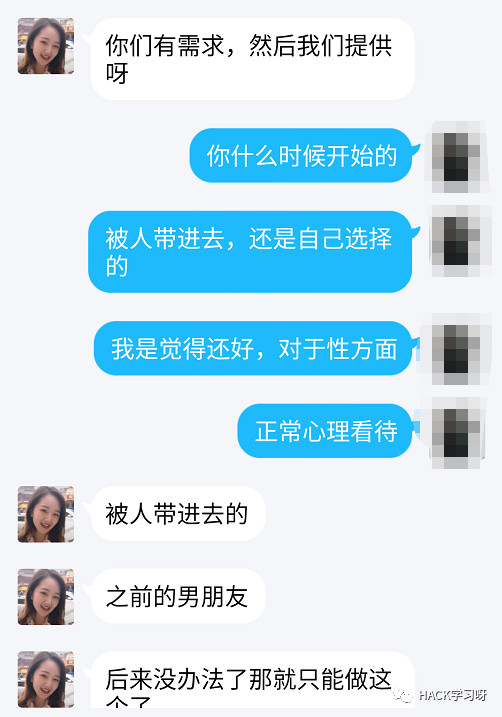 你们有需求，然后我们提供
呀
你什么时候开始的
被人带进去，还是自己选择
的
我是觉得还好，对于性方面
正常心理看待
被人带进去的
之前的男朋友
后来没办法了那就只能做这
个了
HACK学习呀